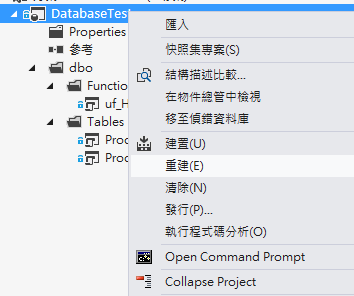 DatabaseTest
Properties
參考
dbo
Functio
uf_H
Tables
Proc
Proc
匯入
快照集專案(S)
結構描述比較...
在物件總管中檢視
移至偵錯資料庫
建置(U)
重建(E)
清除(N)
發行(P)...
執行程式碼分析(O)
Open Command Prompt
Collapse Project